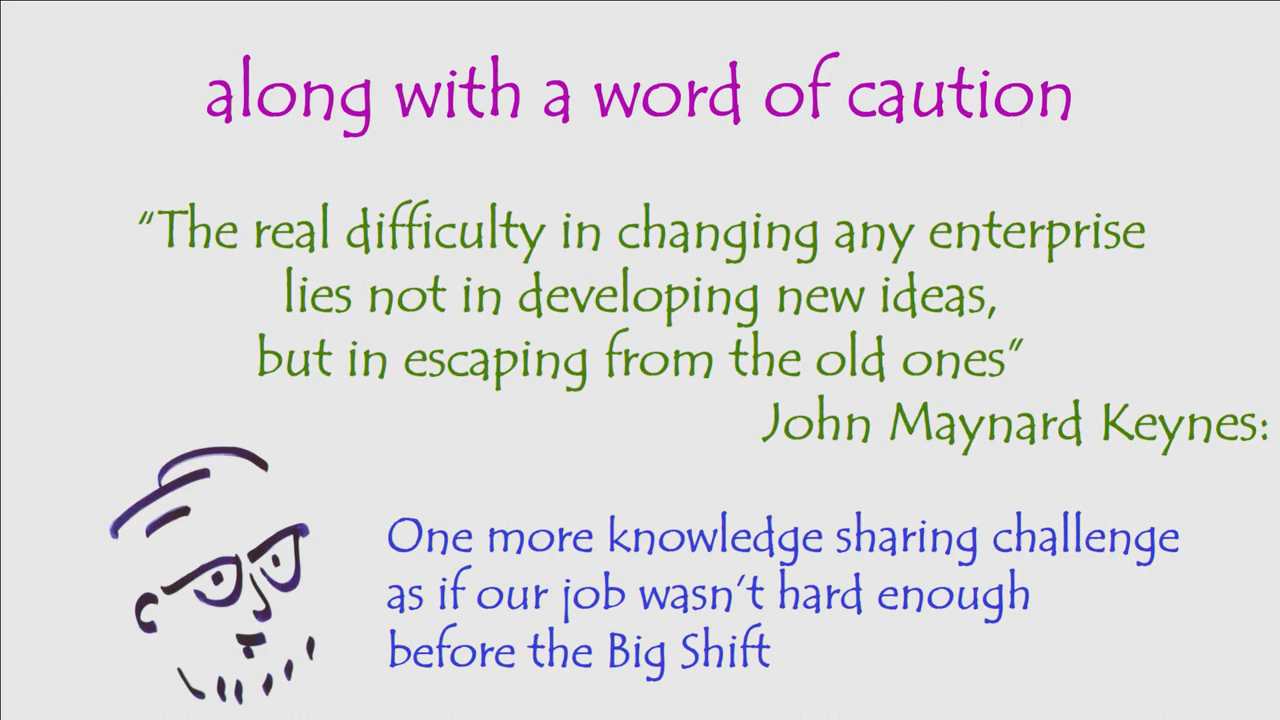 along with a word of caution
“The real difficulty in changing any enterprise
lies not in developing new ideas,
but in escaping from the old ones”
John Maynard Keynes:
One more knowledge sharing challenge
as if our job wasn’t hard enough
before the Big Shift